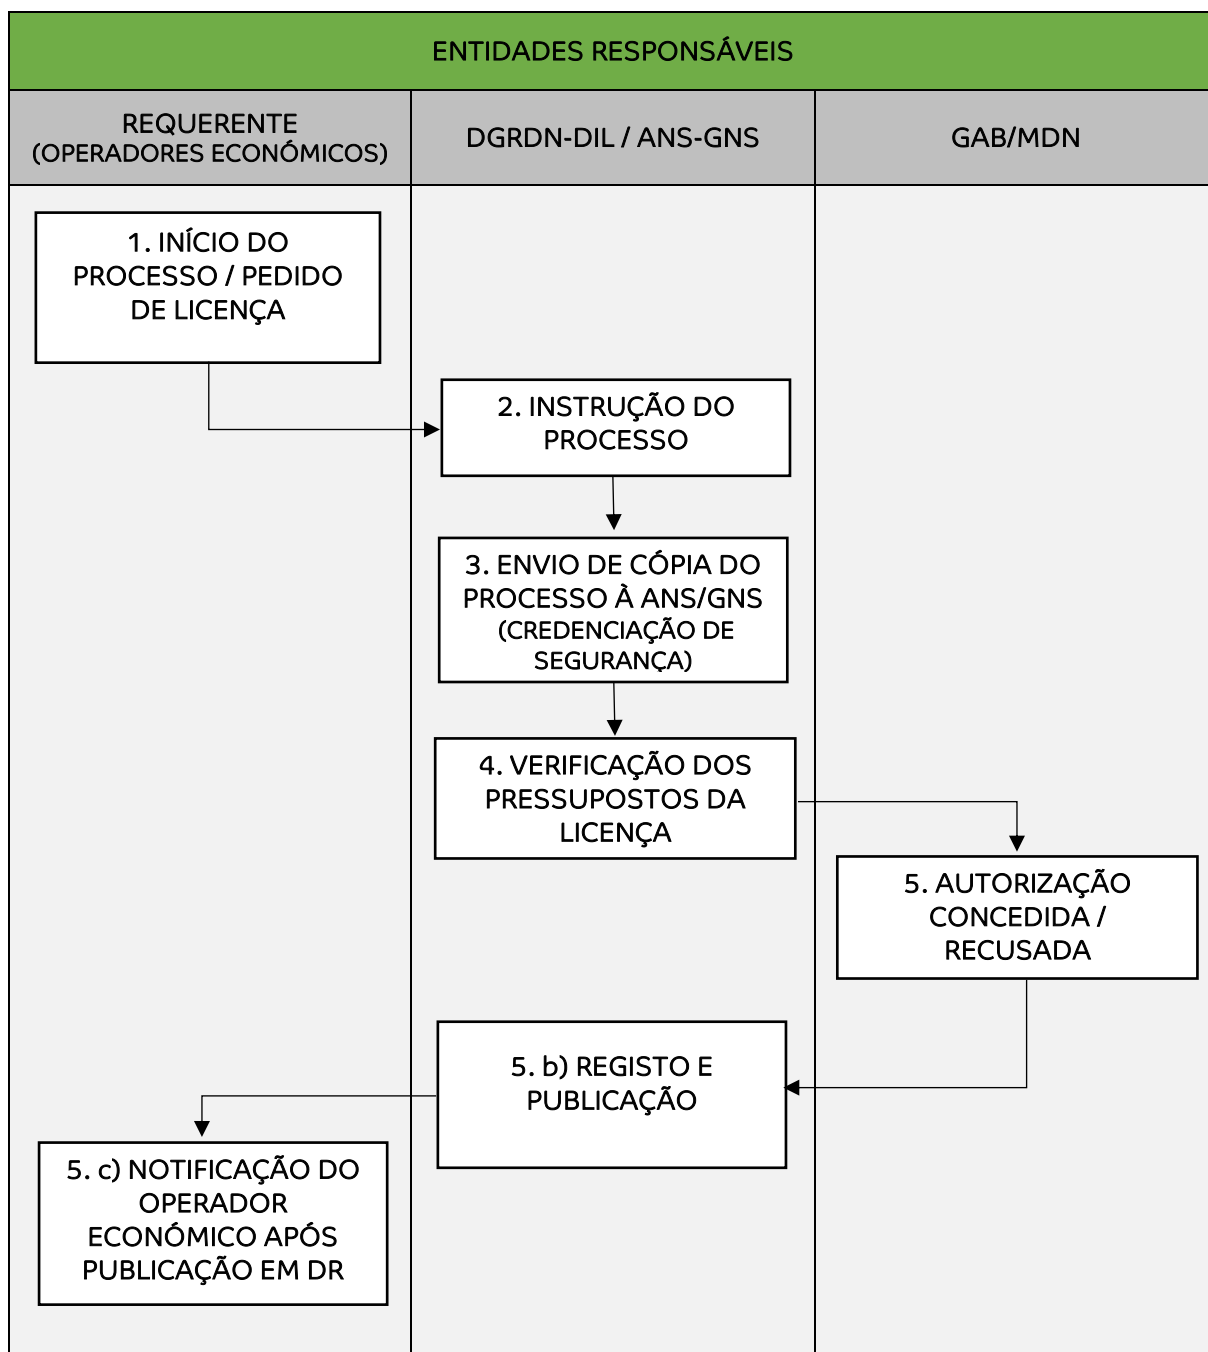 ENTIDADES RESPONSÁVEIS
REQUERENTE
(OPERADORES ECONÓMICOS)
DGRDN-DIL / ANS-GNS
GAB/MDN
1. INÍCIO DO
PROCESSO / PEDIDO
DE LICENÇA
2. INSTRUÇÃO DO
PROCESSO
3. ENVIO DE CÓPIA DO
PROCESSO À ANS/GNS
(CREDENCIAÇÃO DE
SEGURANÇA)
4. VERIFICAÇÃO DOS
PRESSUPOSTOS DA
LICENÇA
5. AUTORIZAÇÃO
CONCEDIDA /
RECUSADA
5. b) REGISTO E
PUBLICAÇÃO
5. c) NOTIFICAÇÃO DO
OPERADOR
ECONÓMICO APÓS
PUBLICAÇÃO EM DR